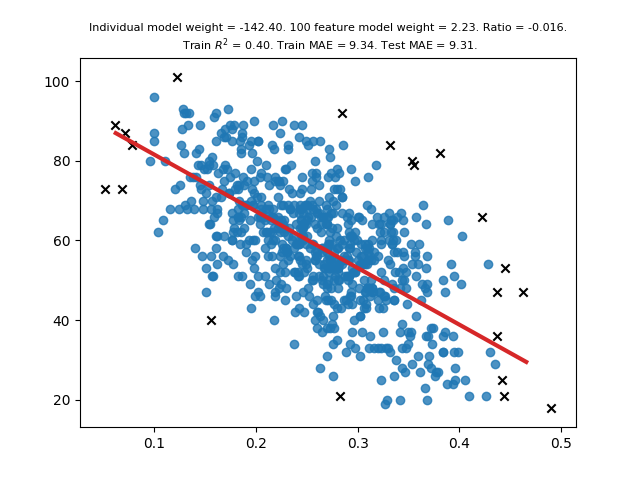 Individual model weight = -142.40. 100 feature model weight = 2.23. Ratio = -0.016.
Train R² = 0.40. Train MAE = 9.34. Test MAE = 9.31.
100
80
60
40
20
0.1 0.2 0.3 0.4 0.5